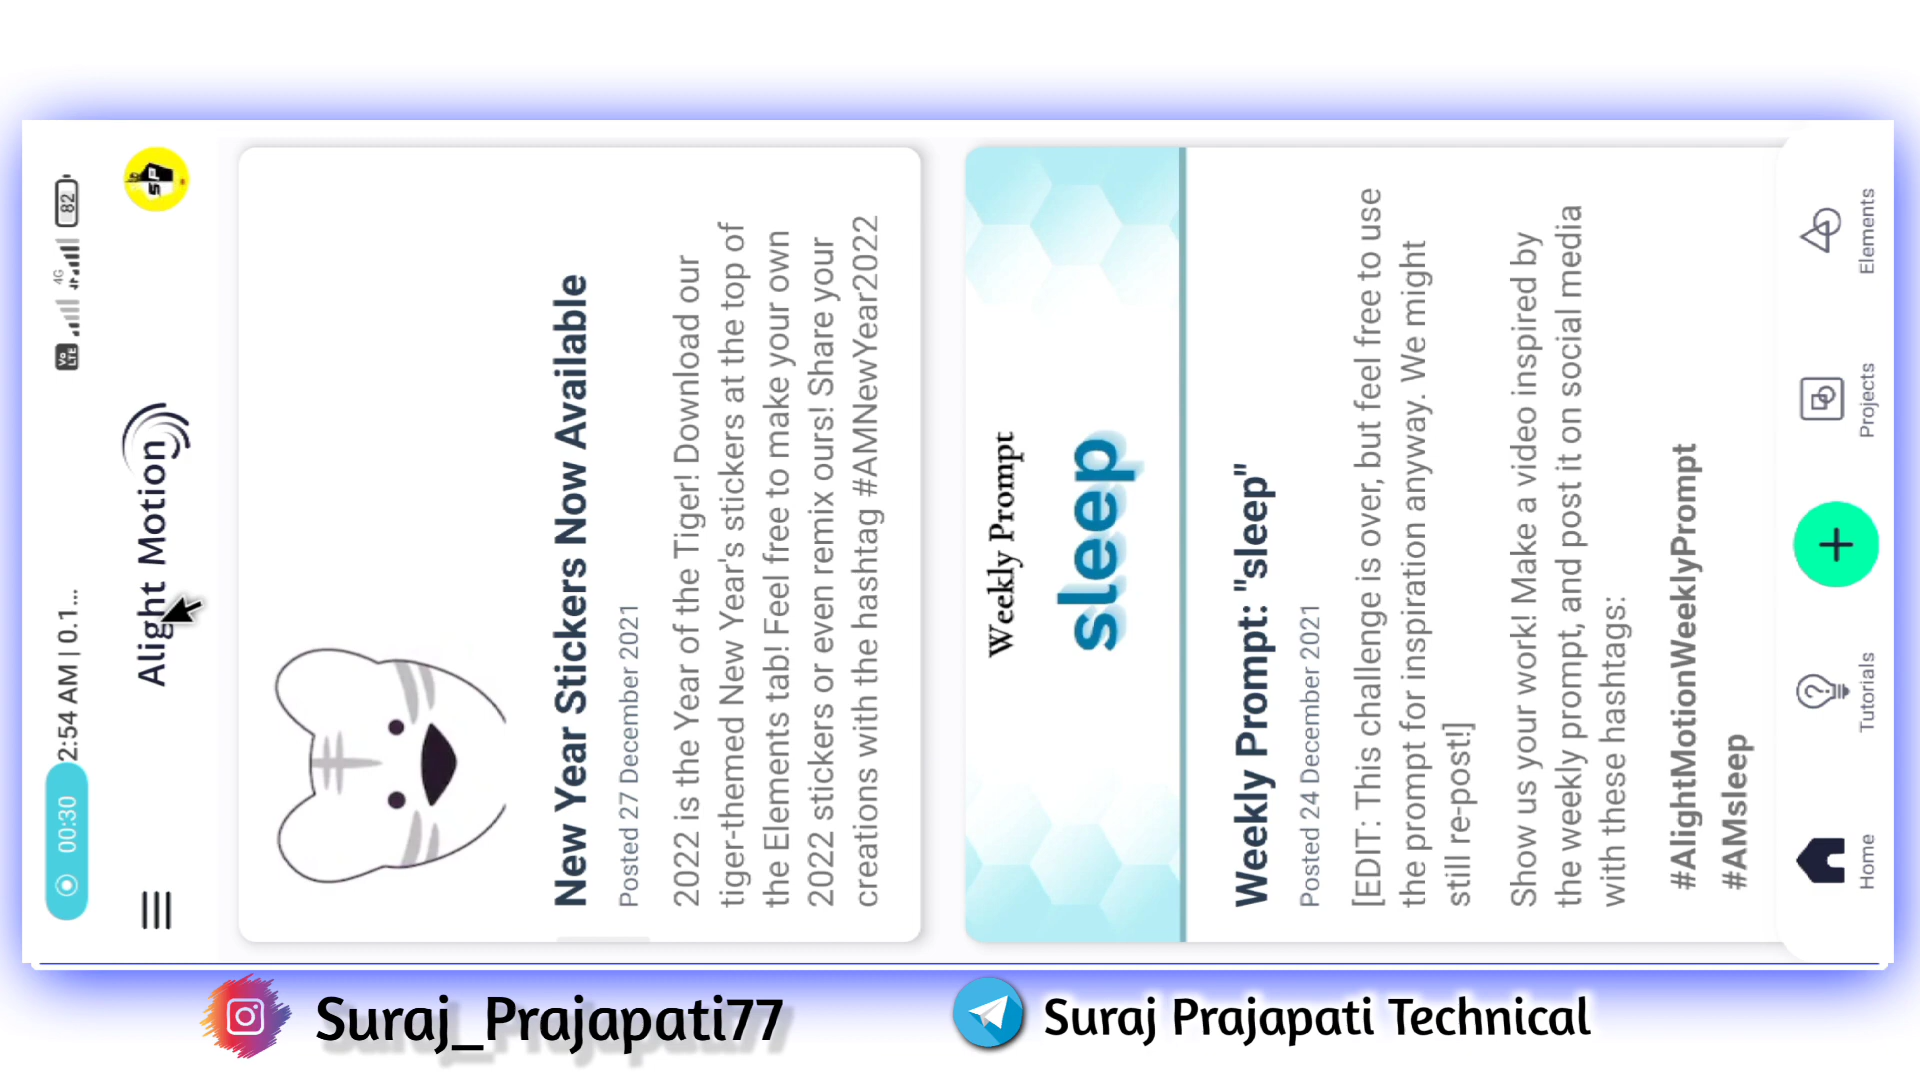 00:30
2:54 AM | 0.1...
Vo LTE
4G
82
Alight Motion
New Year Stickers Now Available
Posted 27 December 2021
2022 is the Year of the Tiger! Download our
tiger-themed New Year's stickers at the top of
the Elements tab! Feel free to make your own
2022 stickers or even remix ours! Share your
creations with the hashtag #AMNewYear2022
Weekly Prompt
sleep
Weekly Prompt: "sleep"
Posted 24 December 2021
[EDIT: This challenge is over, but feel free to use
the prompt for inspiration anyway. We might
still re-post!]
Show us your work! Make a video inspired by
the weekly prompt, and post it on social media
with these hashtags:
#AlightMotionWeeklyPrompt
#AMsleep
Home
Tutorials
Projects
Elements
Suraj_Prajapati77
Suraj Prajapati Technical